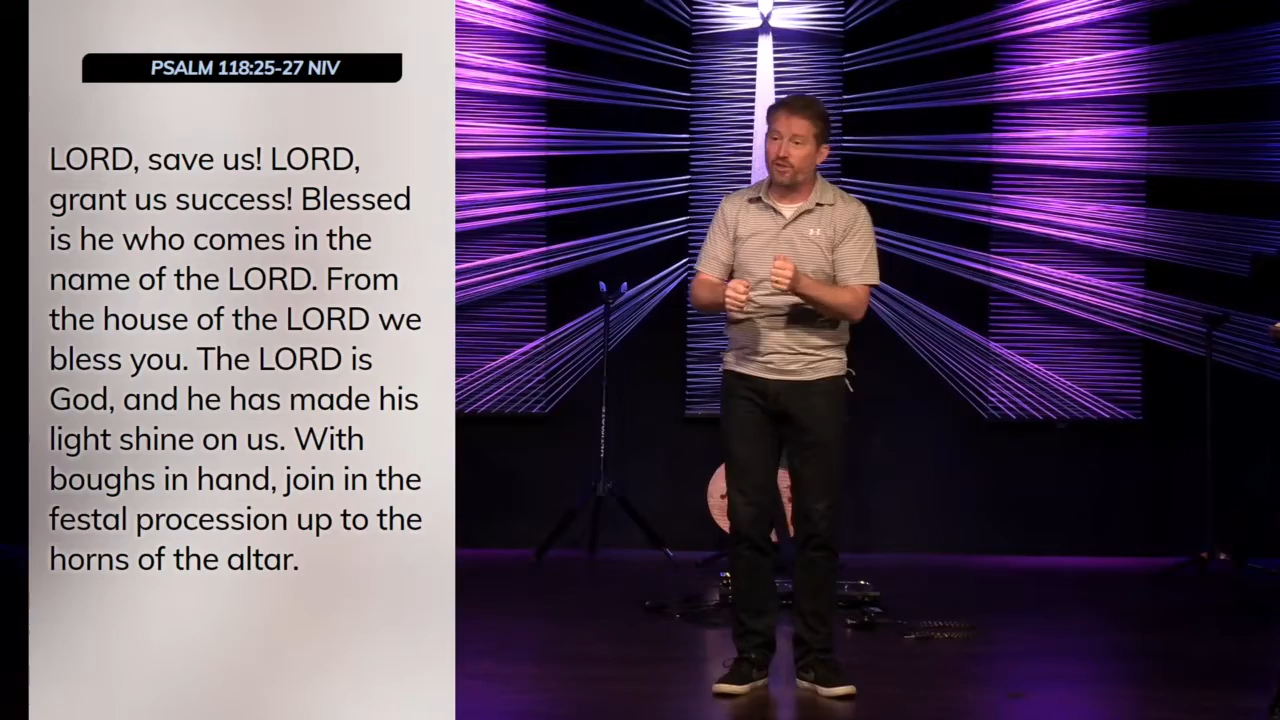 PSALM 118:25-27 NIV
LORD, save us! LORD,
grant us success! Blessed
is he who comes in the
name of the LORD. From
the house of the LORD we
bless you. The LORD is
God, and he has made his
light shine on us. With
boughs in hand, join in the
festal procession up to the
horns of the altar.
ULTIMATE